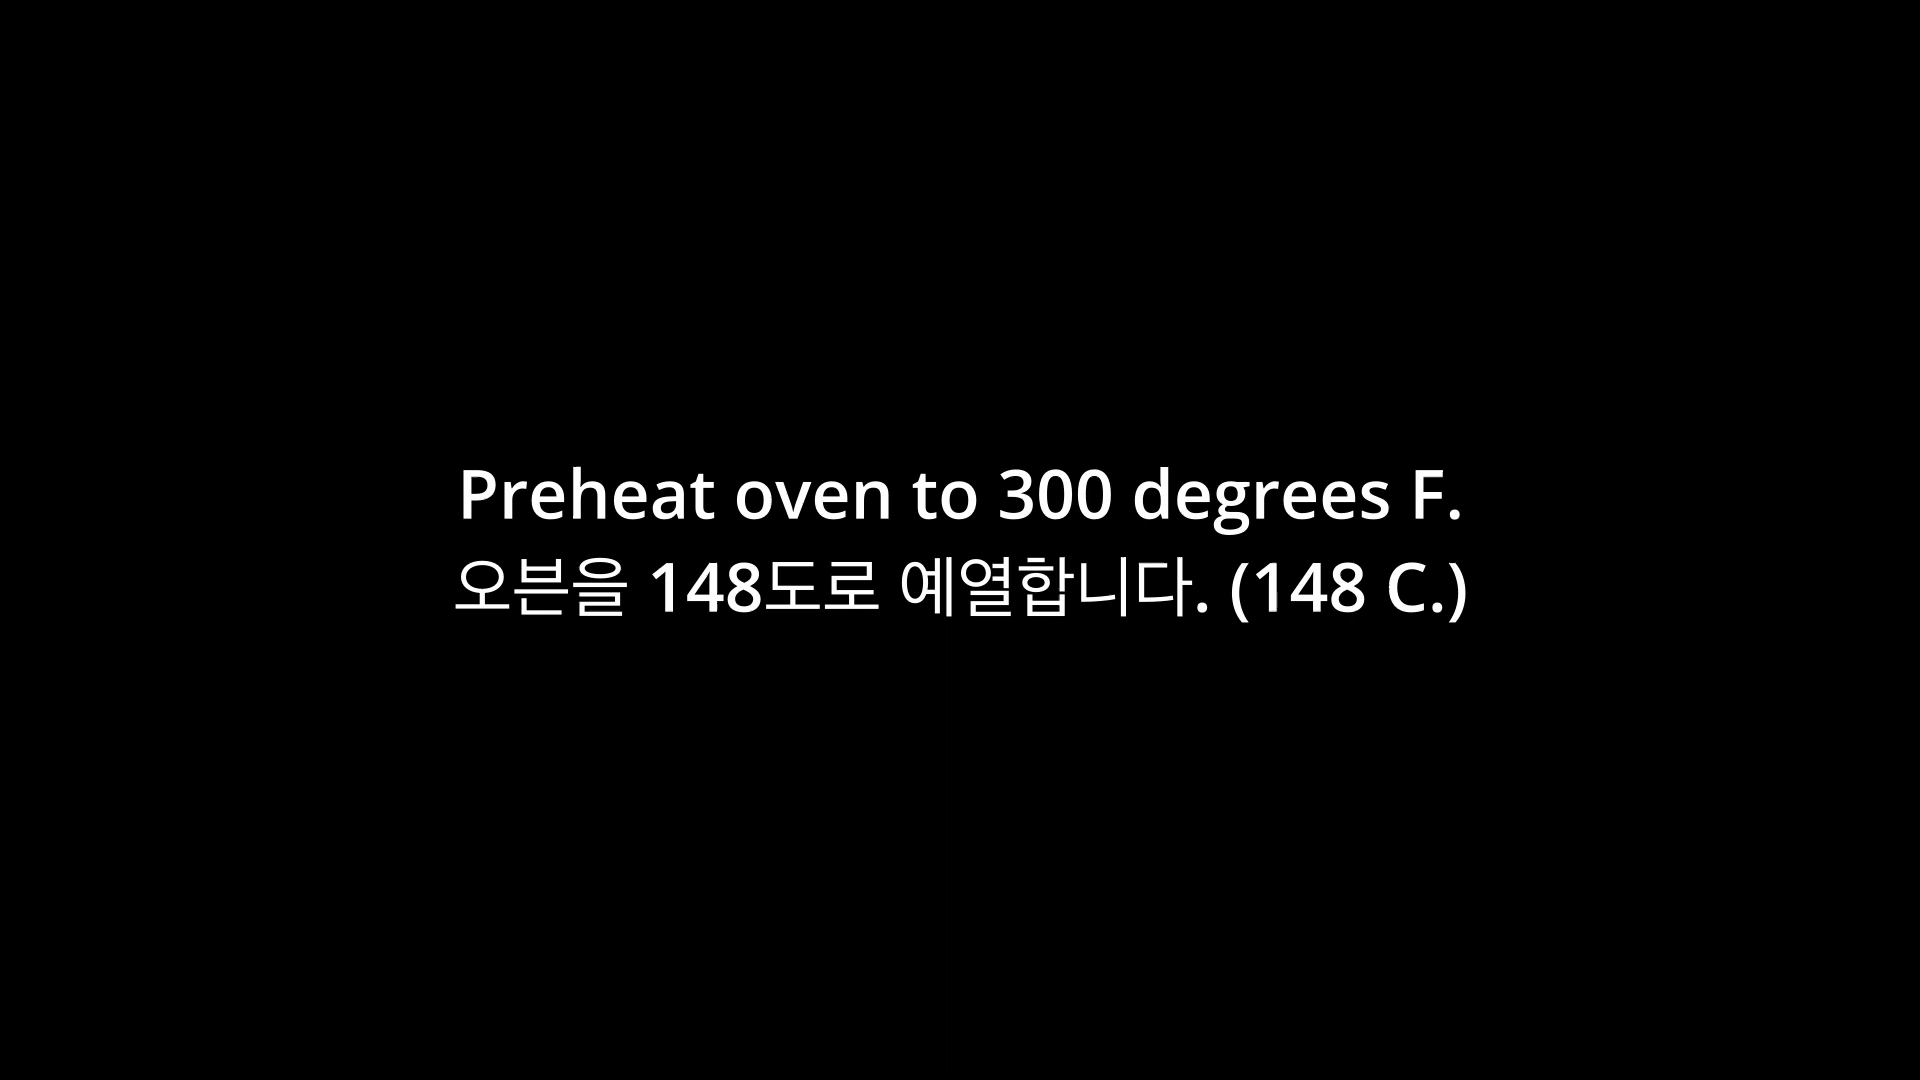 Preheat oven to 300 degrees F.
오븐을 148도로 예열합니다. (148 C.)